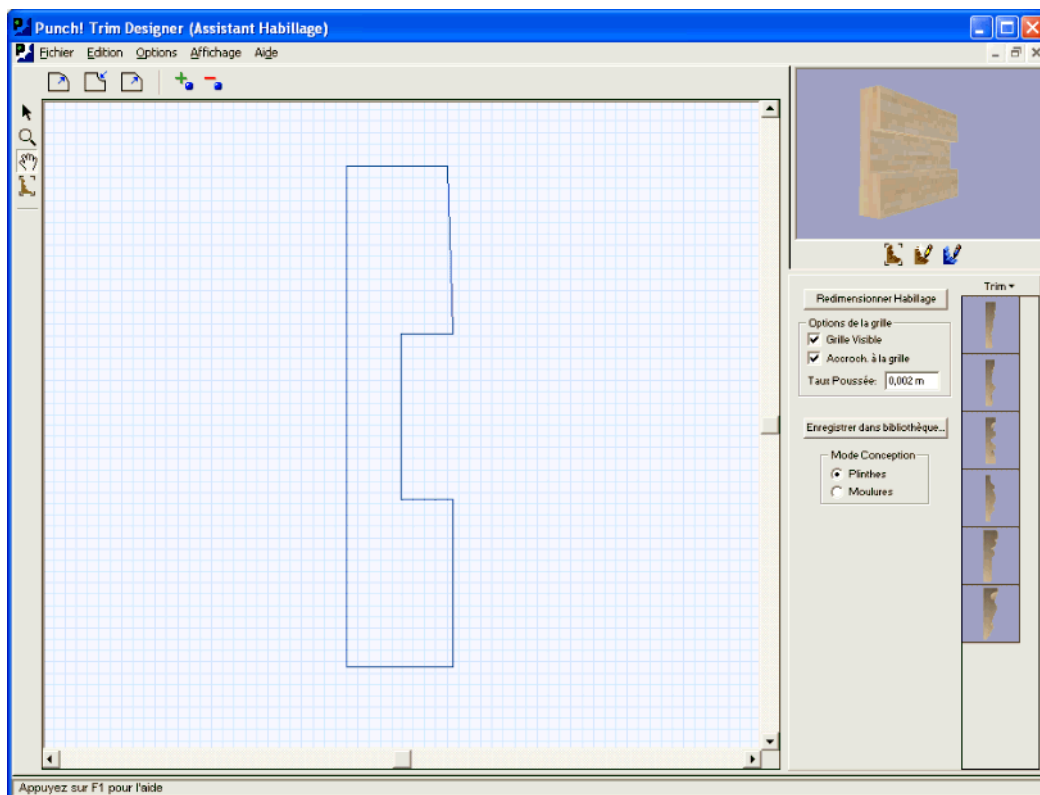 Punch! Trim Designer (Assistant Habillage)
Fichier Edition Options Affichage Aide
Trim
Redimensionner Habillage
Options de la grille
Grille Visible
Accroch. à la grille
Taux Poussée: 0,002 m
Enregistrer dans bibliothèque...
Mode Conception
Plinthes
Moulures
Appuyez sur F1 pour l'aide